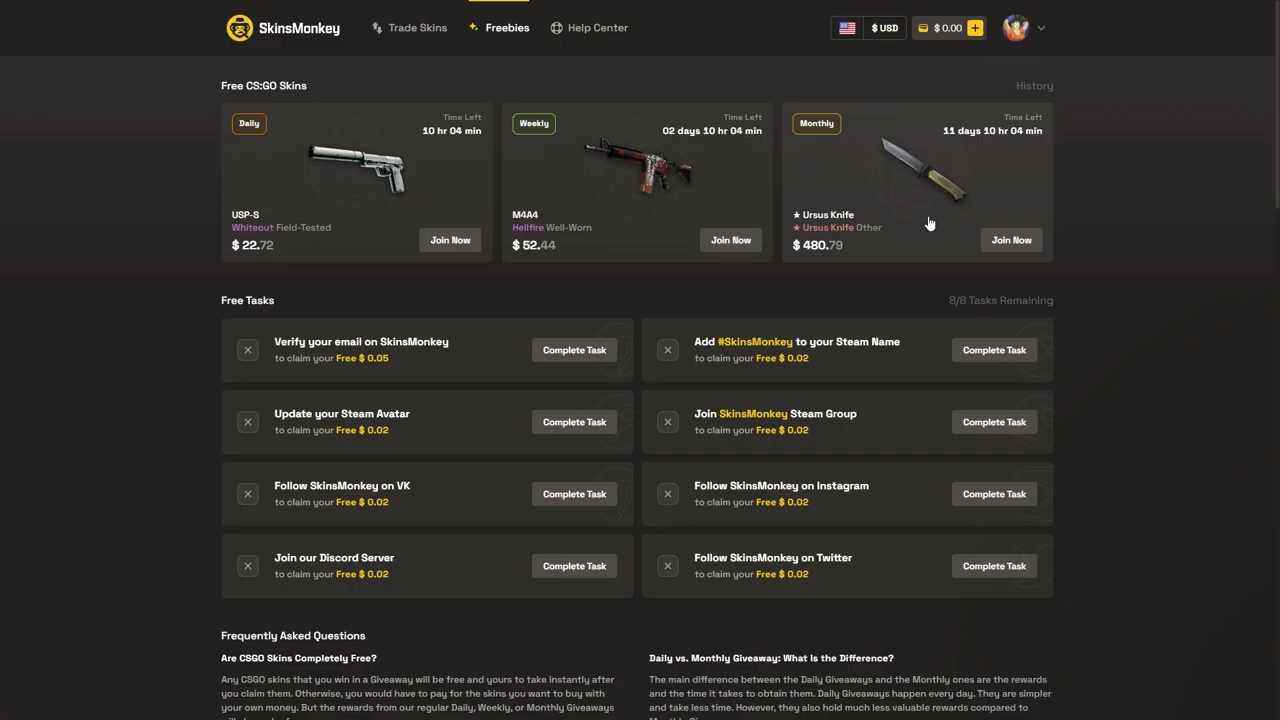 SkinsMonkey
Trade Skins
Freebies
Help Center
$ USD
$ 0.00
Free CS:GO Skins
History
Daily
Time Left
10 hr 04 min
USP-S
Whiteout Field-Tested
$ 22.72
Join Now
Weekly
Time Left
02 days 10 hr 04 min
M4A4
Hellfire Well-Worn
$ 52.44
Join Now
Monthly
Time Left
11 days 10 hr 04 min
★ Ursus Knife
★ Ursus Knife Other
$ 480.79
Join Now
Free Tasks
8/8 Tasks Remaining
Verify your email on SkinsMonkey
to claim your Free $ 0.05
Complete Task
Add #SkinsMonkey to your Steam Name
to claim your Free $ 0.02
Complete Task
Update your Steam Avatar
to claim your Free $ 0.02
Complete Task
Join SkinsMonkey Steam Group
to claim your Free $ 0.02
Complete Task
Follow SkinsMonkey on VK
to claim your Free $ 0.02
Complete Task
Follow SkinsMonkey on Instagram
to claim your Free $ 0.02
Complete Task
Join our Discord Server
to claim your Free $ 0.02
Complete Task
Follow SkinsMonkey on Twitter
to claim your Free $ 0.02
Complete Task
Frequently Asked Questions
Are CSGO Skins Completely Free?
Any CSGO skins that you win in a Giveaway will be free and yours to take instantly after
you claim them. Otherwise, you would have to pay for the skins you want to buy with
your own money. But the rewards from our regular Daily, Weekly, or Monthly Giveaways
Daily vs. Monthly Giveaway: What Is the Difference?
The main difference between the Daily Giveaways and the Monthly ones are the rewards
and the time it takes to obtain them. Daily Giveaways happen every day. They are simpler
and take less time. However, they also hold much less valuable rewards compared to